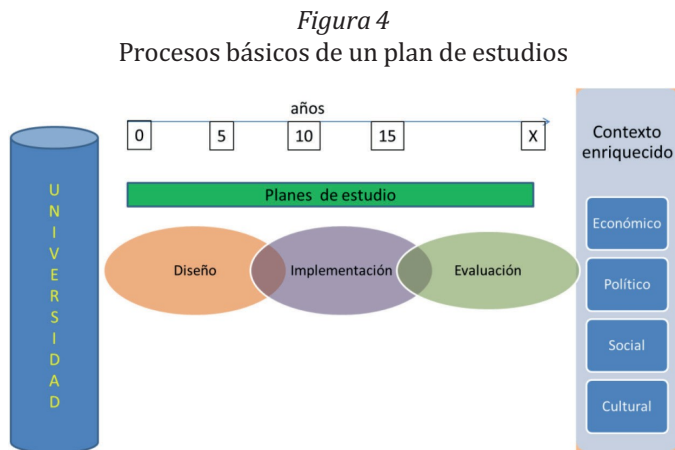 Figura 4
Procesos básicos de un plan de estudios
años
0 5 10 15 X
Planes de estudio
Diseño Implementación Evaluación
UNIVERSIDAD
Contexto
enriquecido
Económico
Político
Social
Cultural